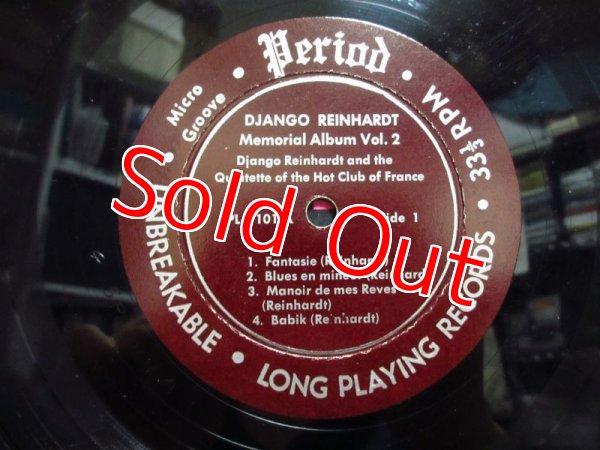 Period
Micro
Groove
33⅓ RPM
UNBREAKABLE
LONG PLAYING RECORDS
DJANGO REINHARDT
Memorial Album Vol. 2
Django Reinhardt and the
Quintette of the Hot Club of France
Side 1
1. Fantasie (Reinhardt)
2. Blues en mineur (Reinhardt)
3. Manoir de mes Reves
(Reinhardt)
4. Babik (Reinhardt)
Sold Out